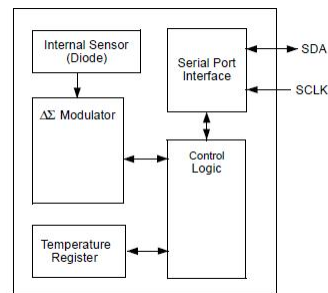 Internal Sensor
(Diode)
Serial Port
Interface
SDA
SCLK
ΔΣ Modulator
Control
Logic
Temperature
Register